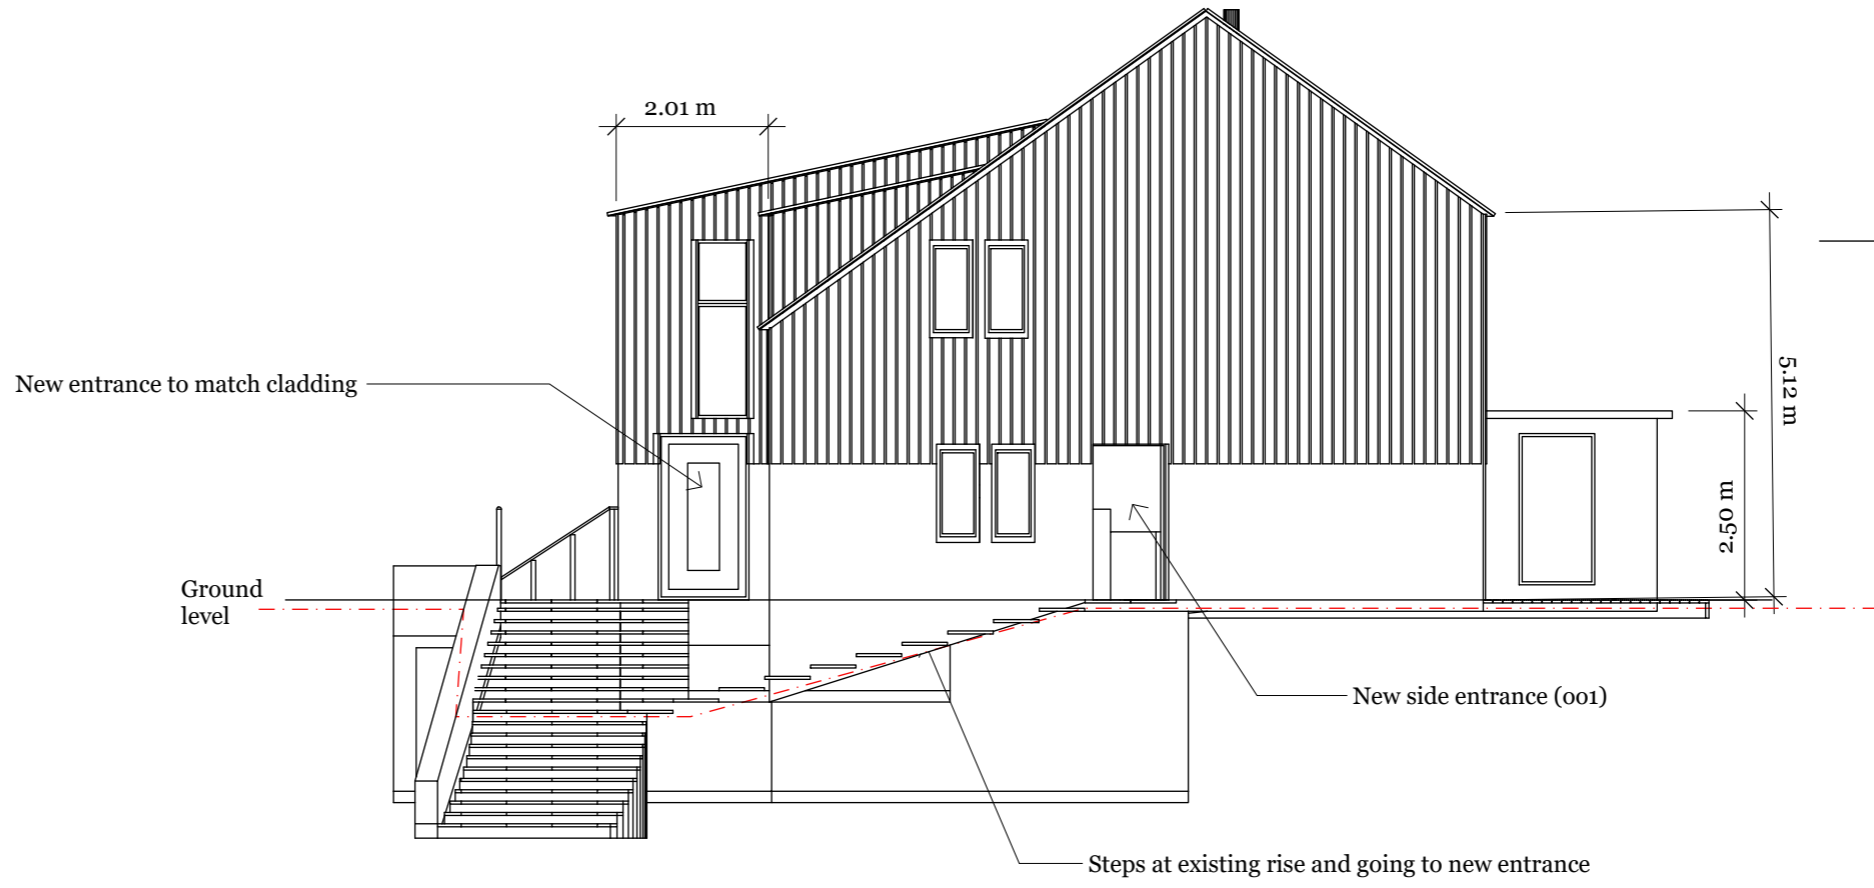 2.01 m
New entrance to match cladding
5.12 m
2.50 m
Ground
level
New side entrance (001)
Steps at existing rise and going to new entrance